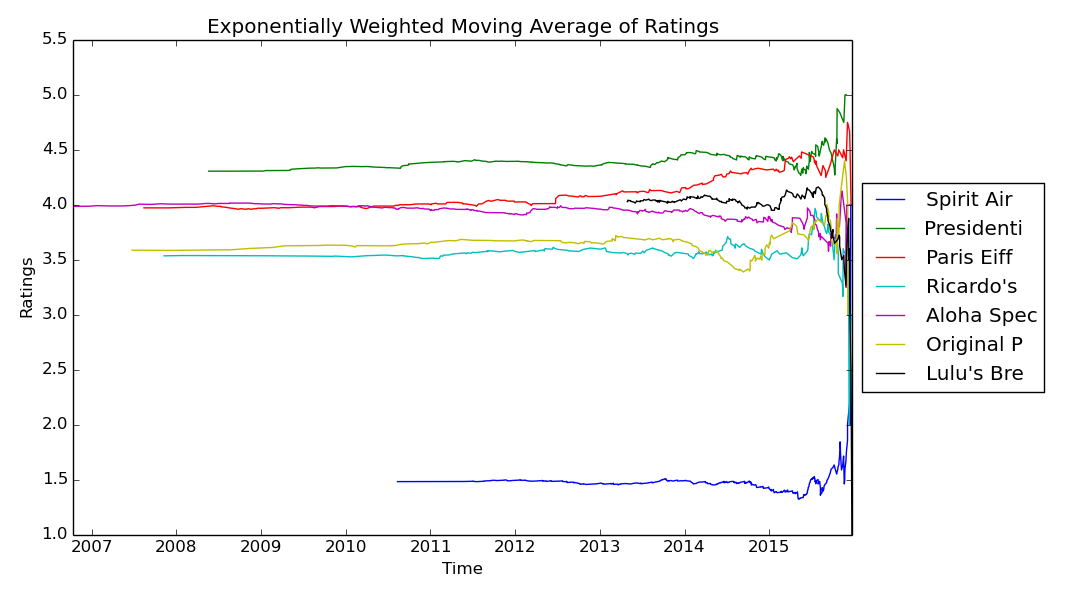 Exponentially Weighted Moving Average of Ratings
5.5
5.0
4.5
4.0
3.5
3.0
2.5
2.0
1.5
1.0
Ratings
2007 2008 2009 2010 2011 2012 2013 2014 2015
Time
Spirit Air
Presidenti
Paris Eiff
Ricardo's
Aloha Spec
Original P
Lulu's Bre